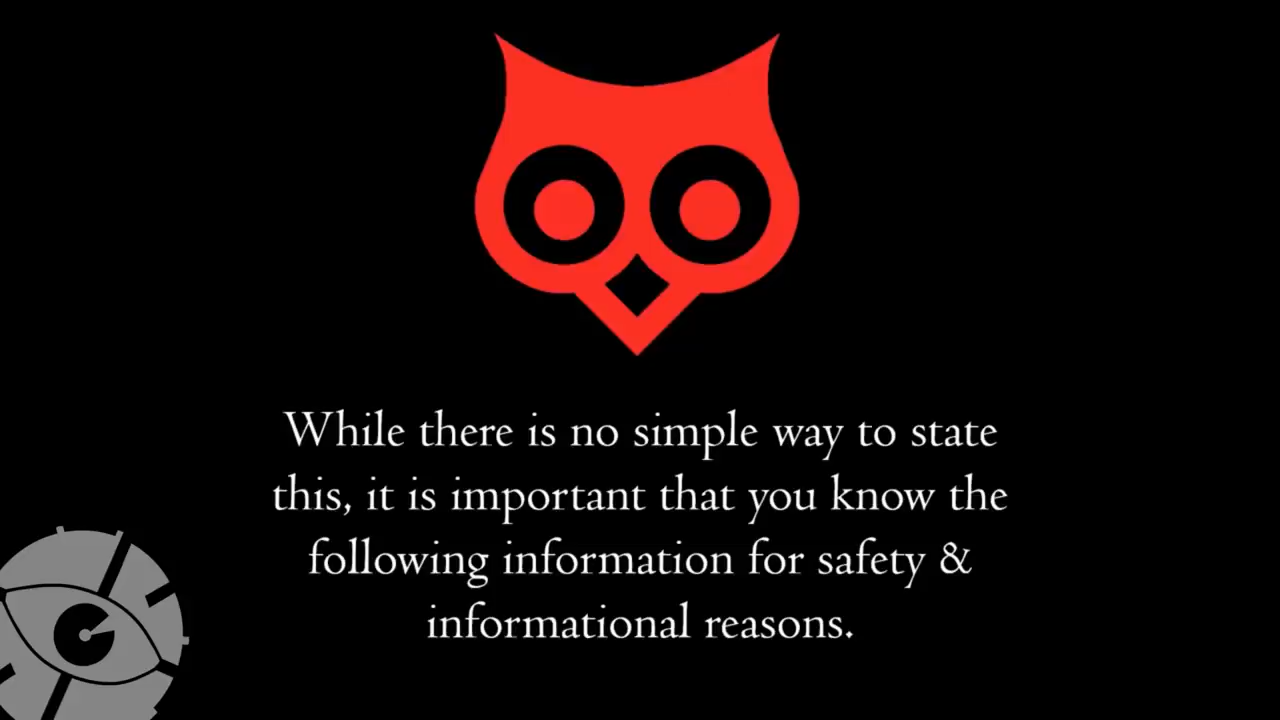 While there is no simple way to state
this, it is important that you know the
following information for safety &
informational reasons.